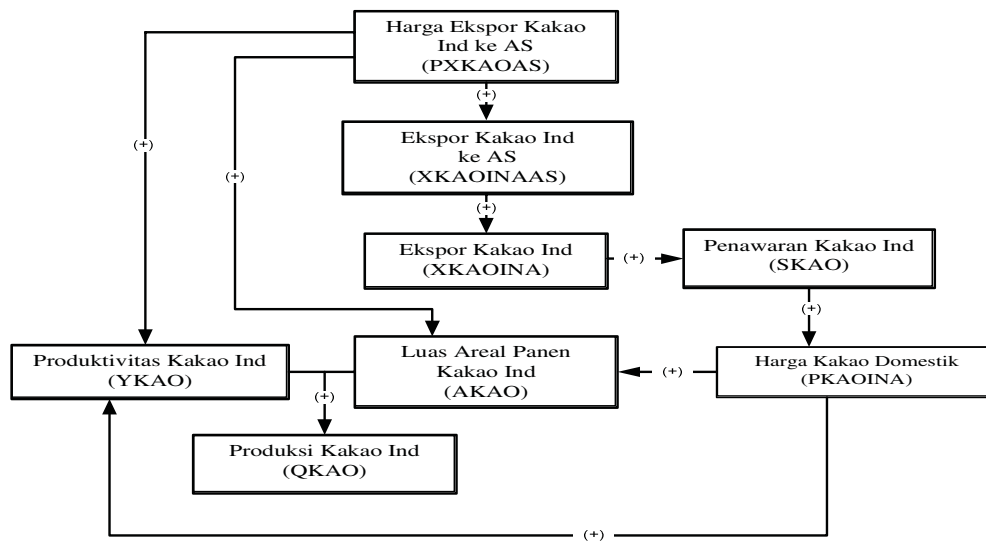 Harga Ekspor Kakao
Ind ke AS
(PXKAOAS)
(+)
Ekspor Kakao Ind
ke AS
(XKAOINAAS)
(+)
(+)
(+)
Ekspor Kakao Ind
(XKAOINA)
(+)
Penawaran Kakao Ind
(SKAO)
(+)
Produktivitas Kakao Ind
(YKAO)
Luas Areal Panen
Kakao Ind
(AKAO)
(+)
Harga Kakao Domestik
(PKAOINA)
(+)
Produksi Kakao Ind
(QKAO)
(+)